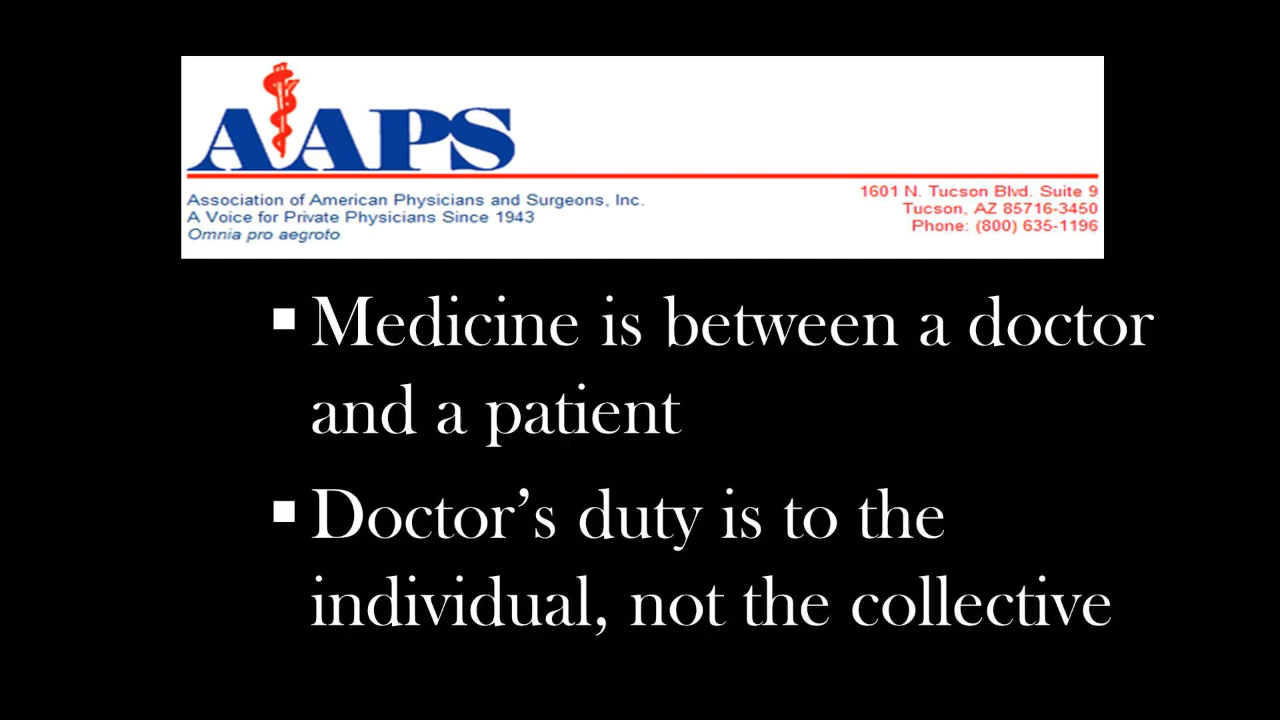 AAPS
Association of American Physicians and Surgeons, Inc.
A Voice for Private Physicians Since 1943
Omnia pro aegroto
1601 N. Tucson Blvd. Suite 9
Tucson, AZ 85716-3450
Phone: (800) 635-1196
▪ Medicine is between a doctor
and a patient
▪ Doctor’s duty is to the
individual, not the collective